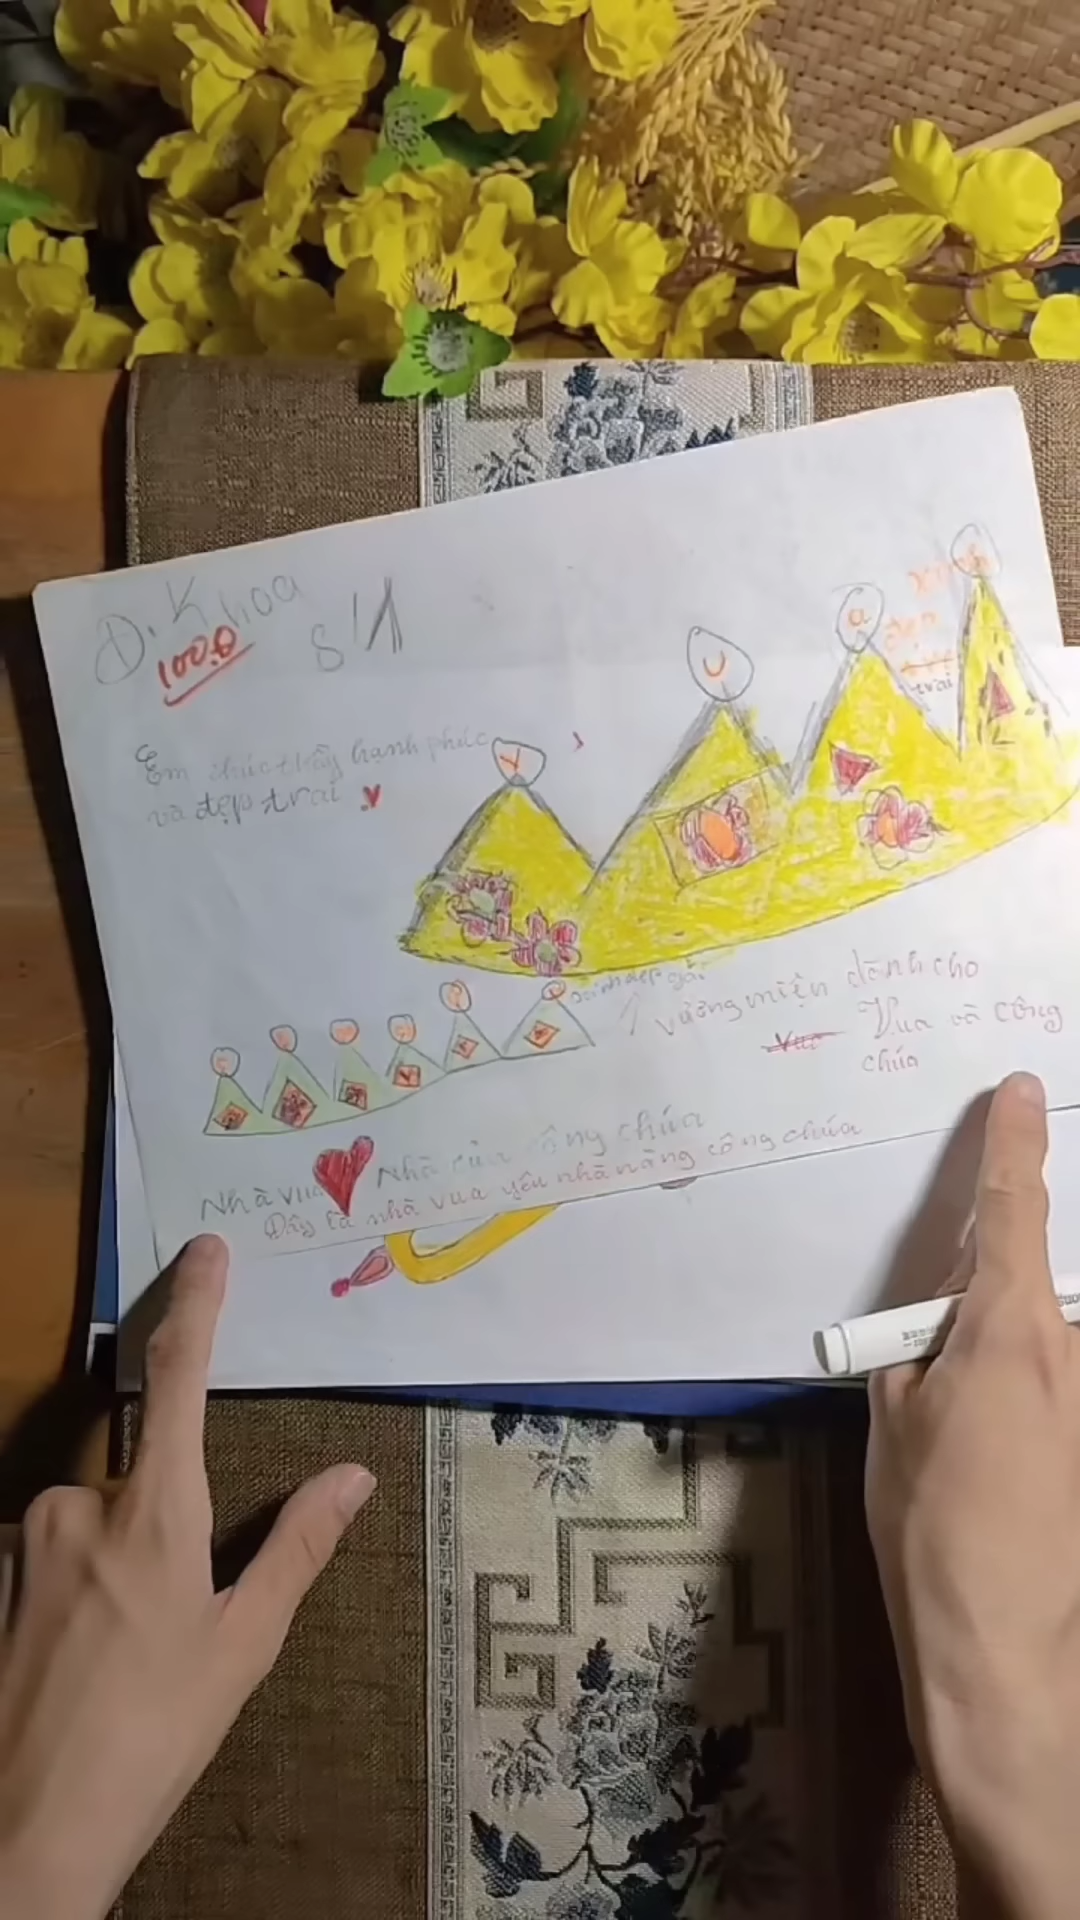 Đ. Khoa
100đ
8/1
Em chúc thầy hạnh phúc
và đẹp trai
V
U
a
xinh
đẹp
trai
Vương miện dành cho
Vua và công
chúa
Nhà vua Nhà của công chúa
Đây là nhà vua yêu nhà nàng công chúa